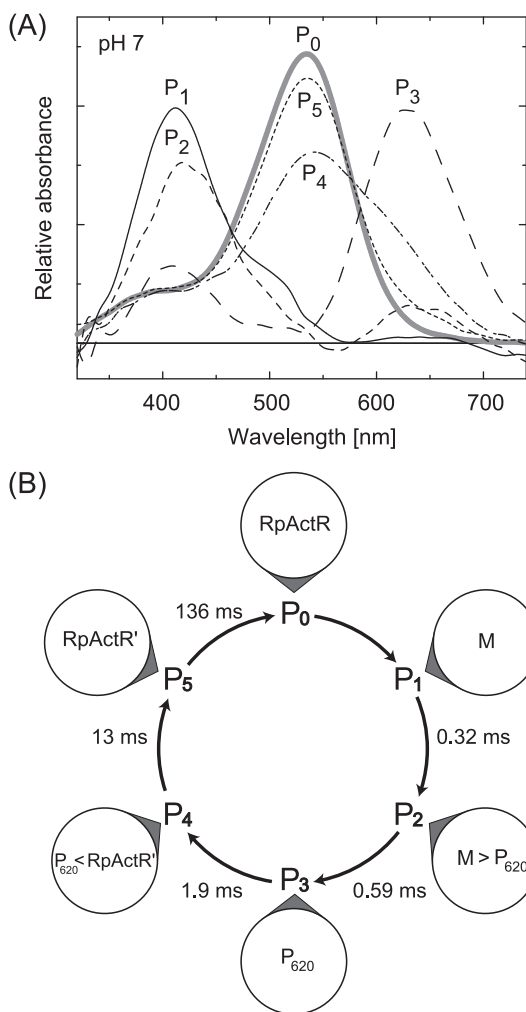 (A)
pH 7
P0
P1
P5
P3
P2
P4
Relative absorbance
400 500 600 700
Wavelength [nm]
(B)
RpActR
136 ms
P0
RpActR'
M
P5
P1
13 ms
0.32 ms
P4
P2
P620<RpActR'
M > P620
1.9 ms
P3
0.59 ms
P620